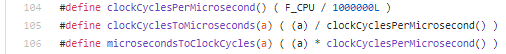 104 #define clockCyclesPerMicrosecond() ( F_CPU / 1000000L )
105 #define clockCyclesToMicroseconds(a) ( (a) / clockCyclesPerMicrosecond() )
106 #define microsecondsToClockCycles(a) ( (a) * clockCyclesPerMicrosecond() )